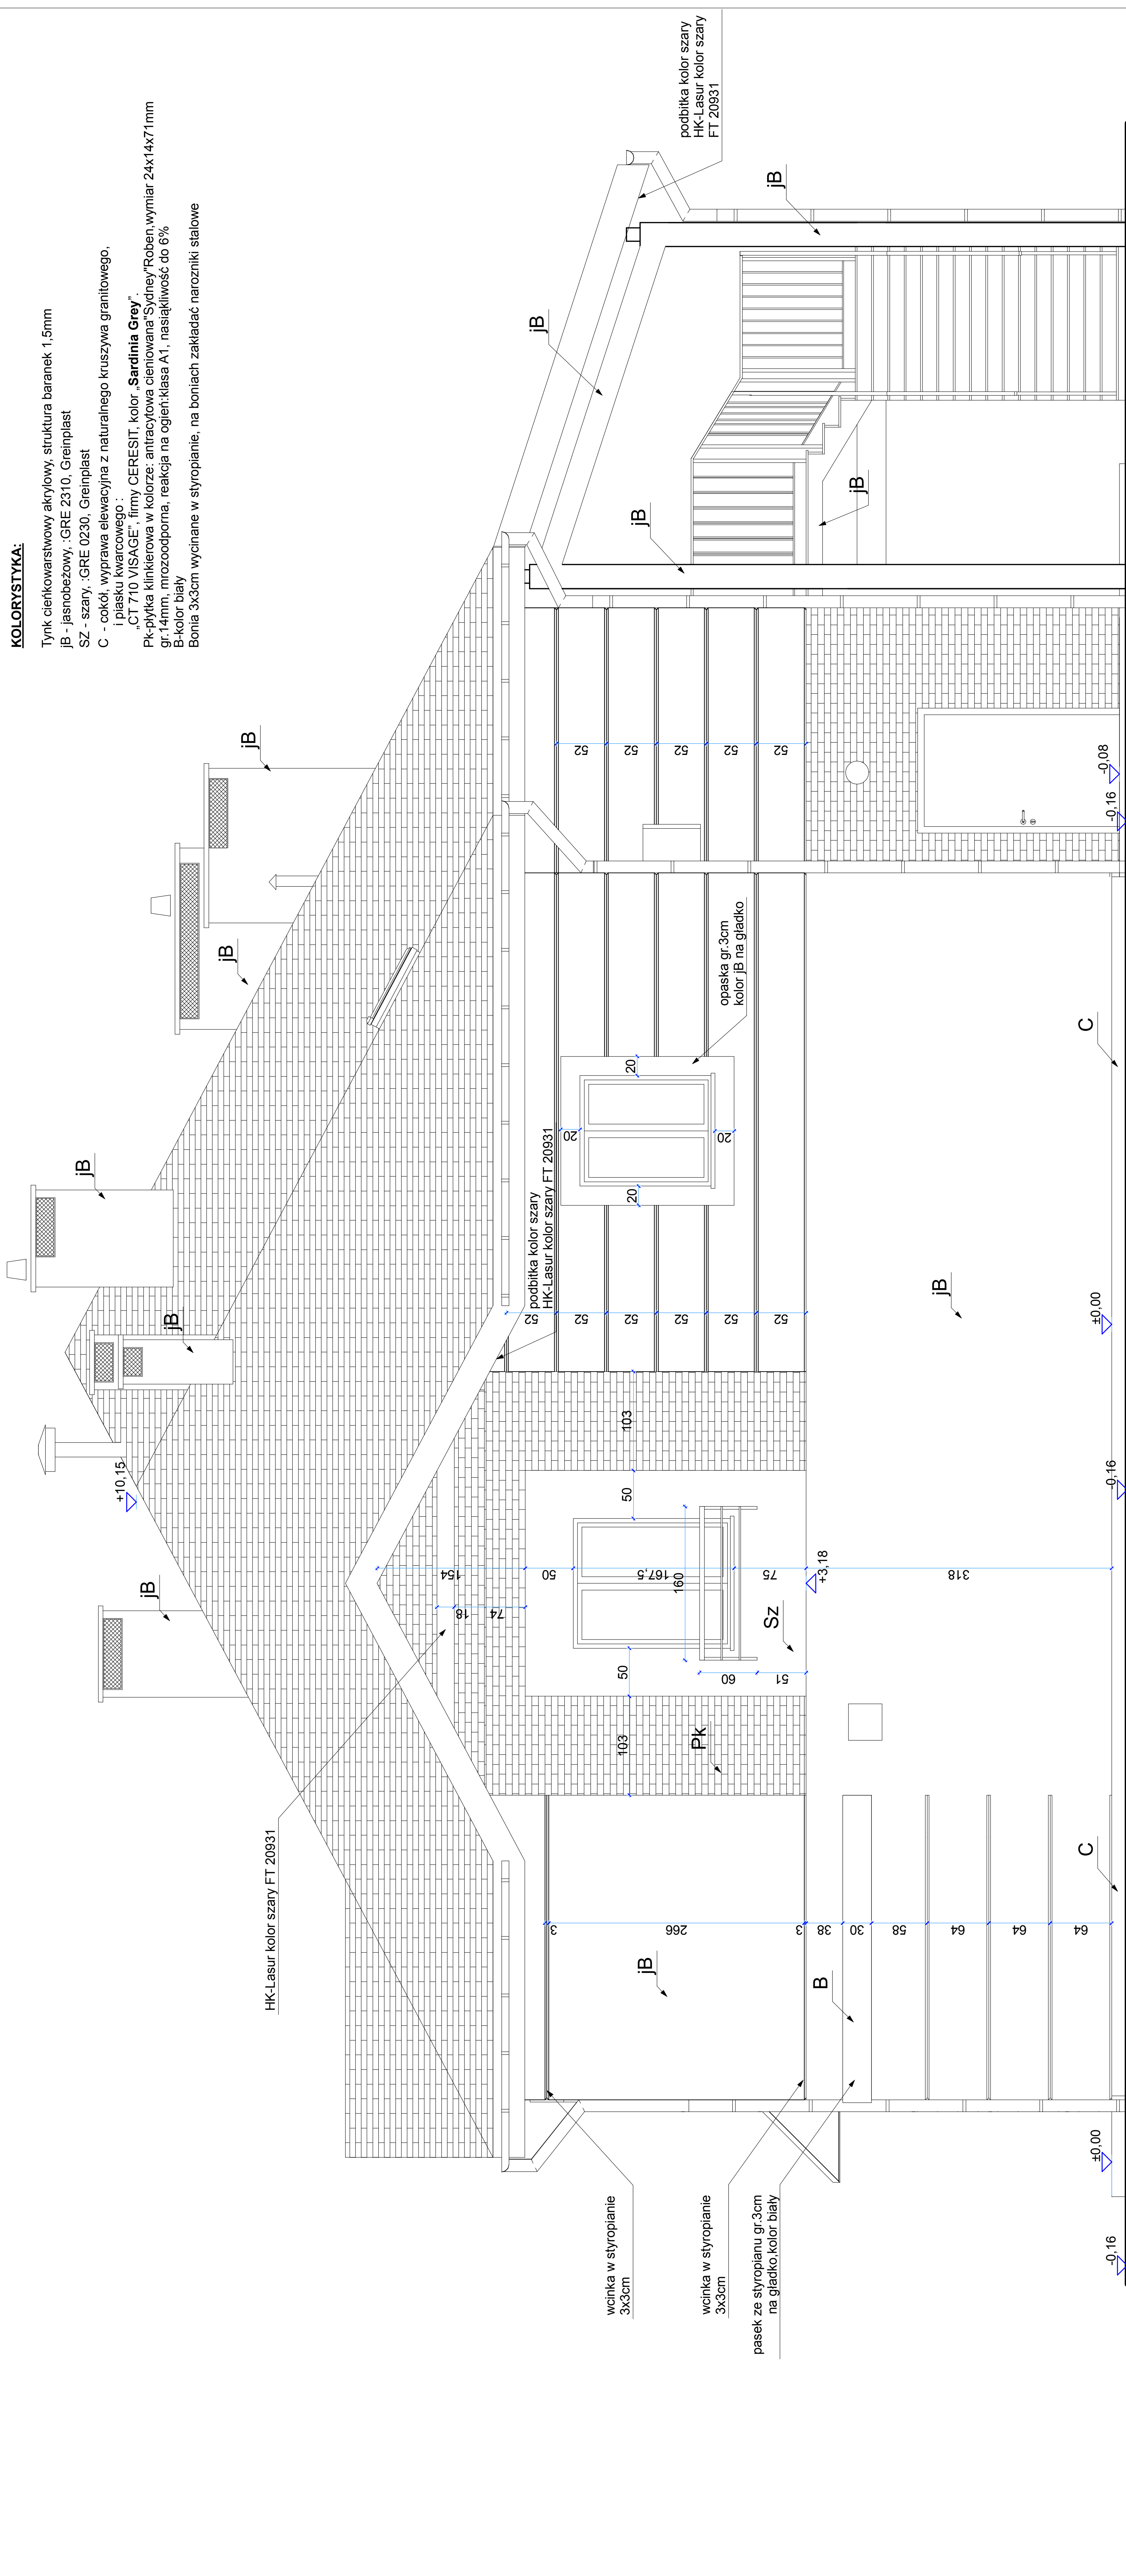 KOLORYSTYKA:
Tynk cieńkowarstwowy akrylowy, struktura baranek 1,5mm
jB - jasnobeżowy, :GRE 2310, Greinplast
SZ - szary, :GRE 0230, Greinplast
C - cokół, wyprawa elewacyjna z naturalnego kruszywa granitowego,
i piasku kwarcowego :
„CT 710 VISAGE", firmy CERESIT, kolor „Sardinia Grey".
Pk-płytka klinkierowa w kolorze: antracytowa cieniowana"Sydney"Roben,wymiar 24x14x71mm
gr.14mm, mrozoodporna, reakcja na ogień:klasa A1, nasiąkliwość do 6%
B-kolor biały
Bonia 3x3cm wycinane w styropianie, na boniach zakładać narozniki stalowe
jB
jB
jB
jB
jB
+10,15
HK-Lasur kolor szary FT 20931
podbitka kolor szary
HK-Lasur kolor szary FT 20931
podbitka kolor szary
HK-Lasur kolor szary
FT 20931
jB
jB
jB
jB
opaska gr.3cm
kolor jB na gładko
wcinka w styropianie
3x3cm
wcinka w styropianie
3x3cm
pasek ze styropianu gr.3cm
na gładko,kolor biały
3
266
3
38
30
58
64
64
64
jB
B
Pk
Sz
103
50
50
103
154
18
74
50
167,5
75
160
60
51
318
+3,18
52
52
52
52
52
52
20
20
20
20
52
52
52
52
52
jB
C
C
-0,16
±0,00
-0,16
±0,00
-0,16
-0,08